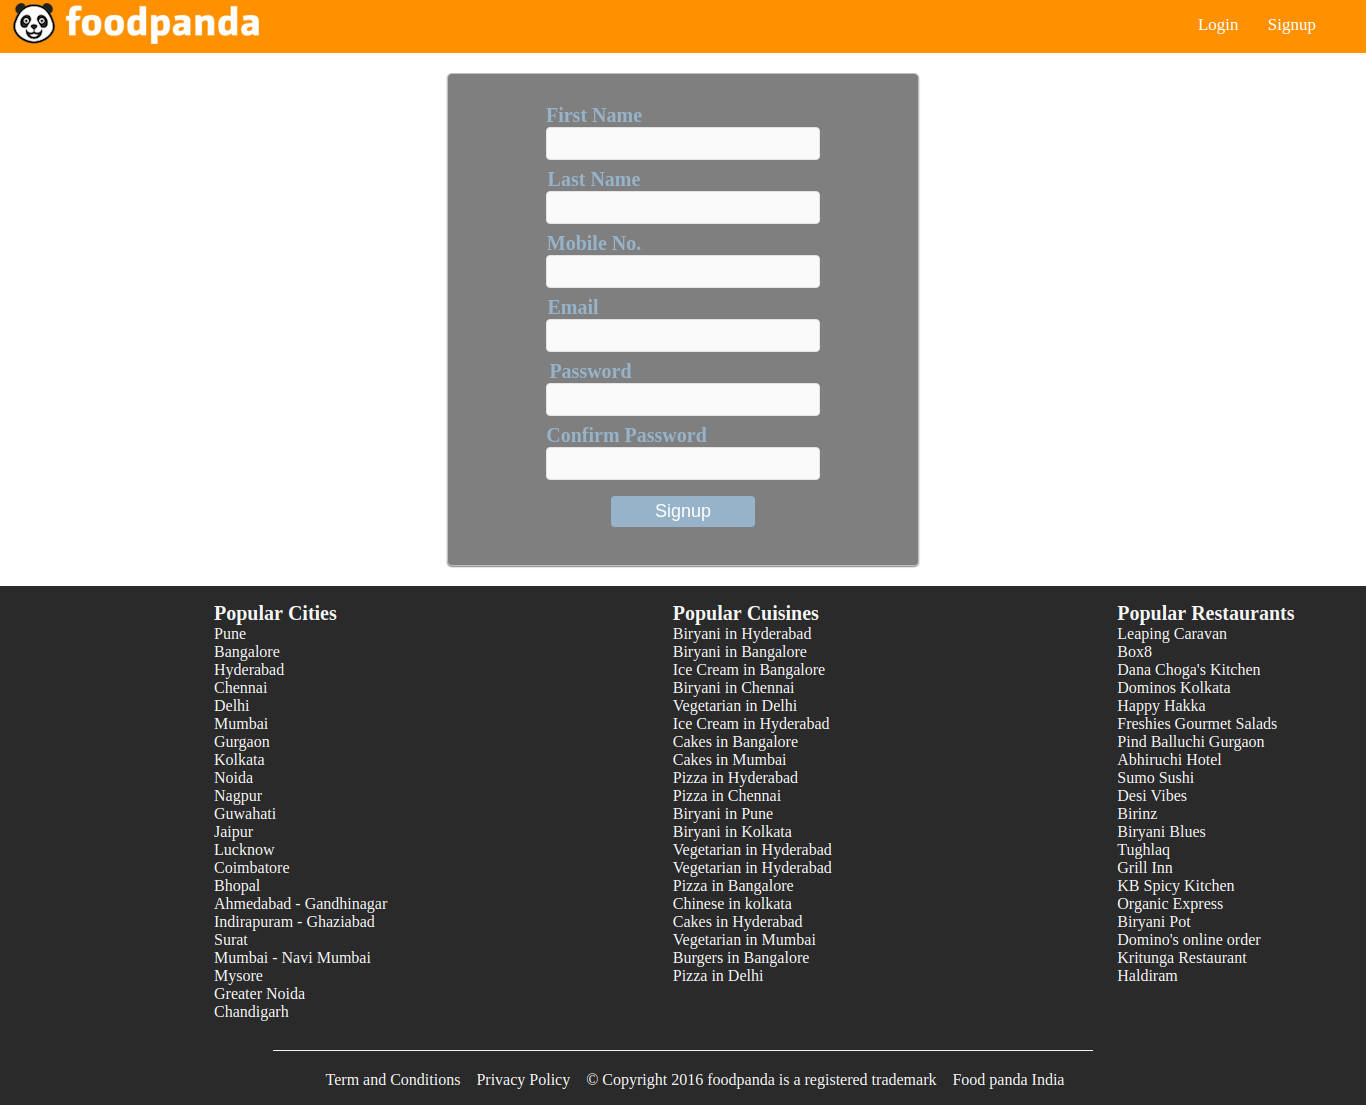 foodpanda
Login Signup
First Name
Last Name
Mobile No.
Email
Password
Confirm Password
Signup
Popular Cities
Pune
Bangalore
Hyderabad
Chennai
Delhi
Mumbai
Gurgaon
Kolkata
Noida
Nagpur
Guwahati
Jaipur
Lucknow
Coimbatore
Bhopal
Ahmedabad - Gandhinagar
Indirapuram - Ghaziabad
Surat
Mumbai - Navi Mumbai
Mysore
Greater Noida
Chandigarh
Popular Cuisines
Biryani in Hyderabad
Biryani in Bangalore
Ice Cream in Bangalore
Biryani in Chennai
Vegetarian in Delhi
Ice Cream in Hyderabad
Cakes in Bangalore
Cakes in Mumbai
Pizza in Hyderabad
Pizza in Chennai
Biryani in Pune
Biryani in Kolkata
Vegetarian in Hyderabad
Vegetarian in Hyderabad
Pizza in Bangalore
Chinese in kolkata
Cakes in Hyderabad
Vegetarian in Mumbai
Burgers in Bangalore
Pizza in Delhi
Popular Restaurants
Leaping Caravan
Box8
Dana Choga's Kitchen
Dominos Kolkata
Happy Hakka
Freshies Gourmet Salads
Pind Balluchi Gurgaon
Abhiruchi Hotel
Sumo Sushi
Desi Vibes
Birinz
Biryani Blues
Tughlaq
Grill Inn
KB Spicy Kitchen
Organic Express
Biryani Pot
Domino's online order
Kritunga Restaurant
Haldiram
Term and Conditions Privacy Policy © Copyright 2016 foodpanda is a registered trademark Food panda India